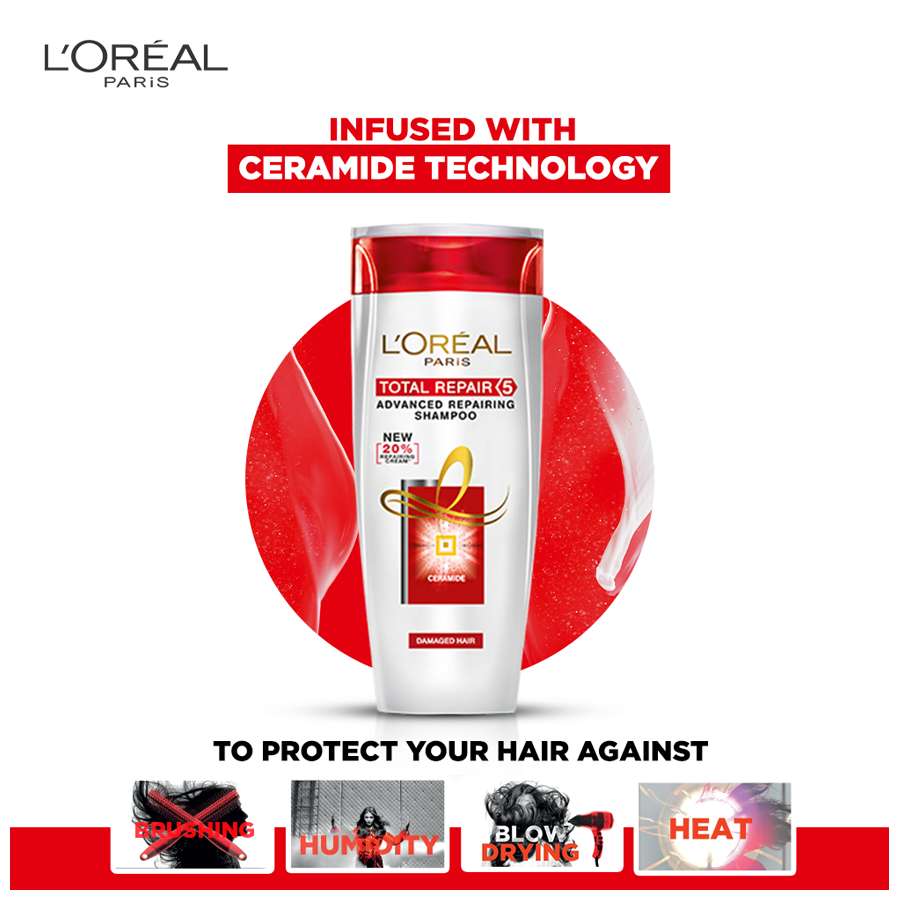 L'ORÉAL
PARiS
INFUSED WITH
CERAMIDE TECHNOLOGY
L'ORÉAL
PARiS
TOTAL REPAIR 5
ADVANCED REPAIRING
SHAMPOO
NEW
20%
REPAIRING
CREAM*
CERAMIDE
DAMAGED HAIR
TO PROTECT YOUR HAIR AGAINST
BRUSHING
HUMIDITY
BLOW
DRYING
HEAT